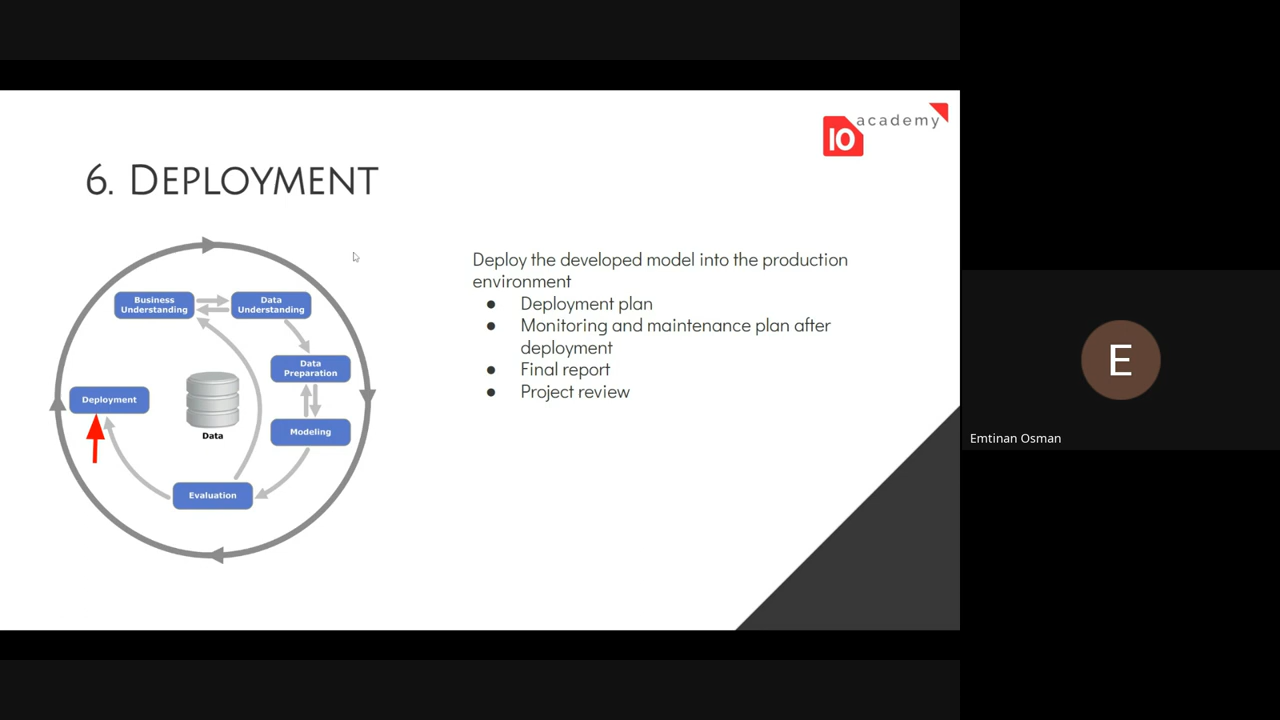 10 academy
6. DEPLOYMENT
Business
Understanding
Data
Understanding
Data
Preparation
Modeling
Evaluation
Deployment
Data
Deploy the developed model into the production
environment
● Deployment plan
● Monitoring and maintenance plan after
deployment
● Final report
● Project review
E
Emtinan Osman